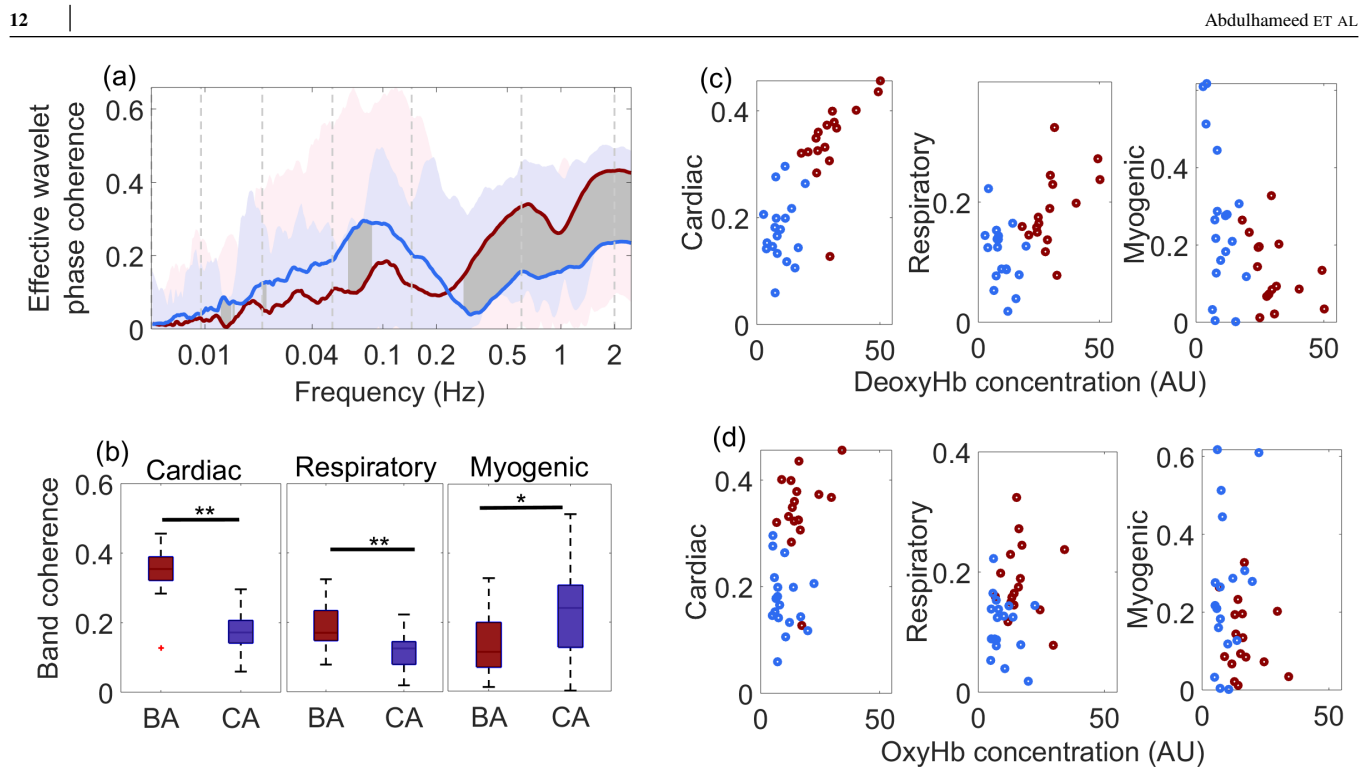 12
Abdulhameed ET AL
(a)
Effective wavelet
phase coherence
0.6
0.4
0.2
0
0.01 0.04 0.1 0.2 0.5 1 2
Frequency (Hz)
(b)
Cardiac Respiratory Myogenic
Band coherence
0.6
0.4
0.2
0
** ** *
BA CA BA CA BA CA
(c)
Cardiac
0.4
0.2
0
0 50
Respiratory
0.2
0
0 50
Myogenic
0.4
0.2
0
0 50
DeoxyHb concentration (AU)
(d)
Cardiac
0.4
0.2
0
0 50
Respiratory
0.4
0.2
0
0 50
Myogenic
0.6
0.4
0.2
0
0 50
OxyHb concentration (AU)